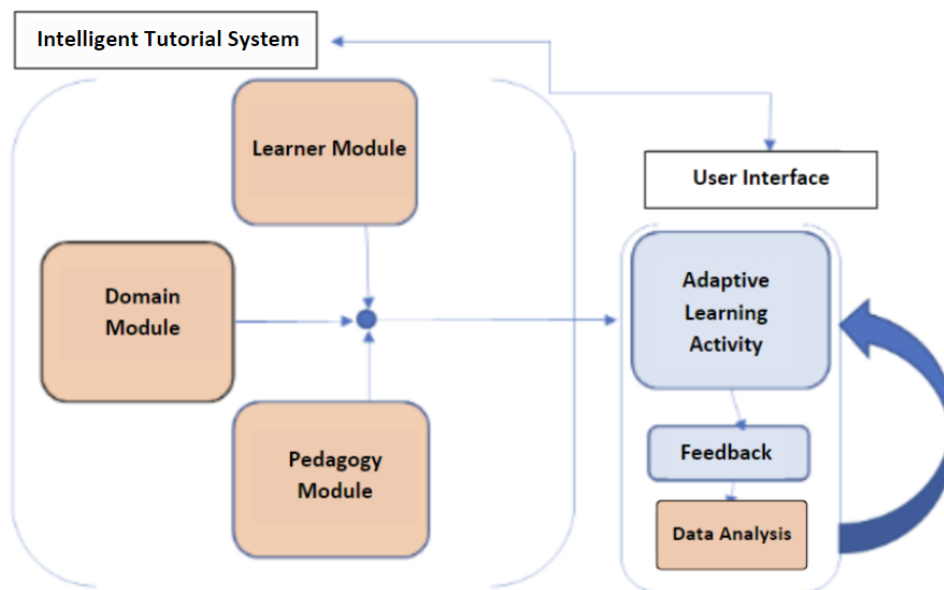 Intelligent Tutorial System
Learner Module
User Interface
Domain
Module
Adaptive
Learning
Activity
Pedagogy
Module
Feedback
Data Analysis